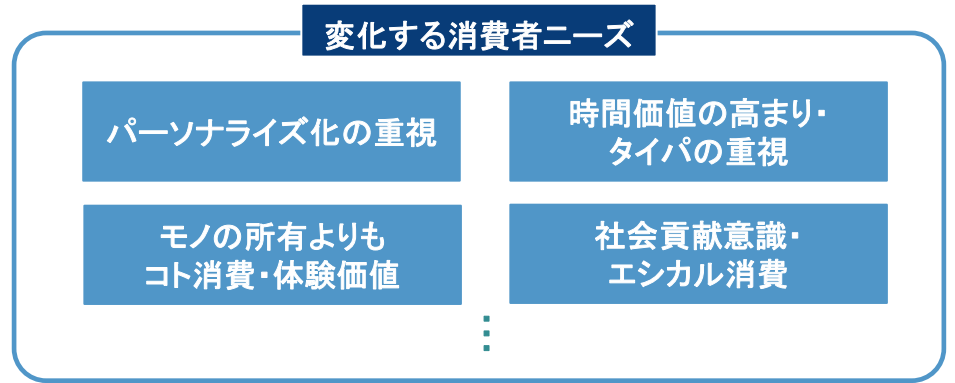 変化する消費者ニーズ
パーソナライズ化の重視
時間価値の高まり・
タイパの重視
モノの所有よりも
コト消費・体験価値
社会貢献意識・
エシカル消費